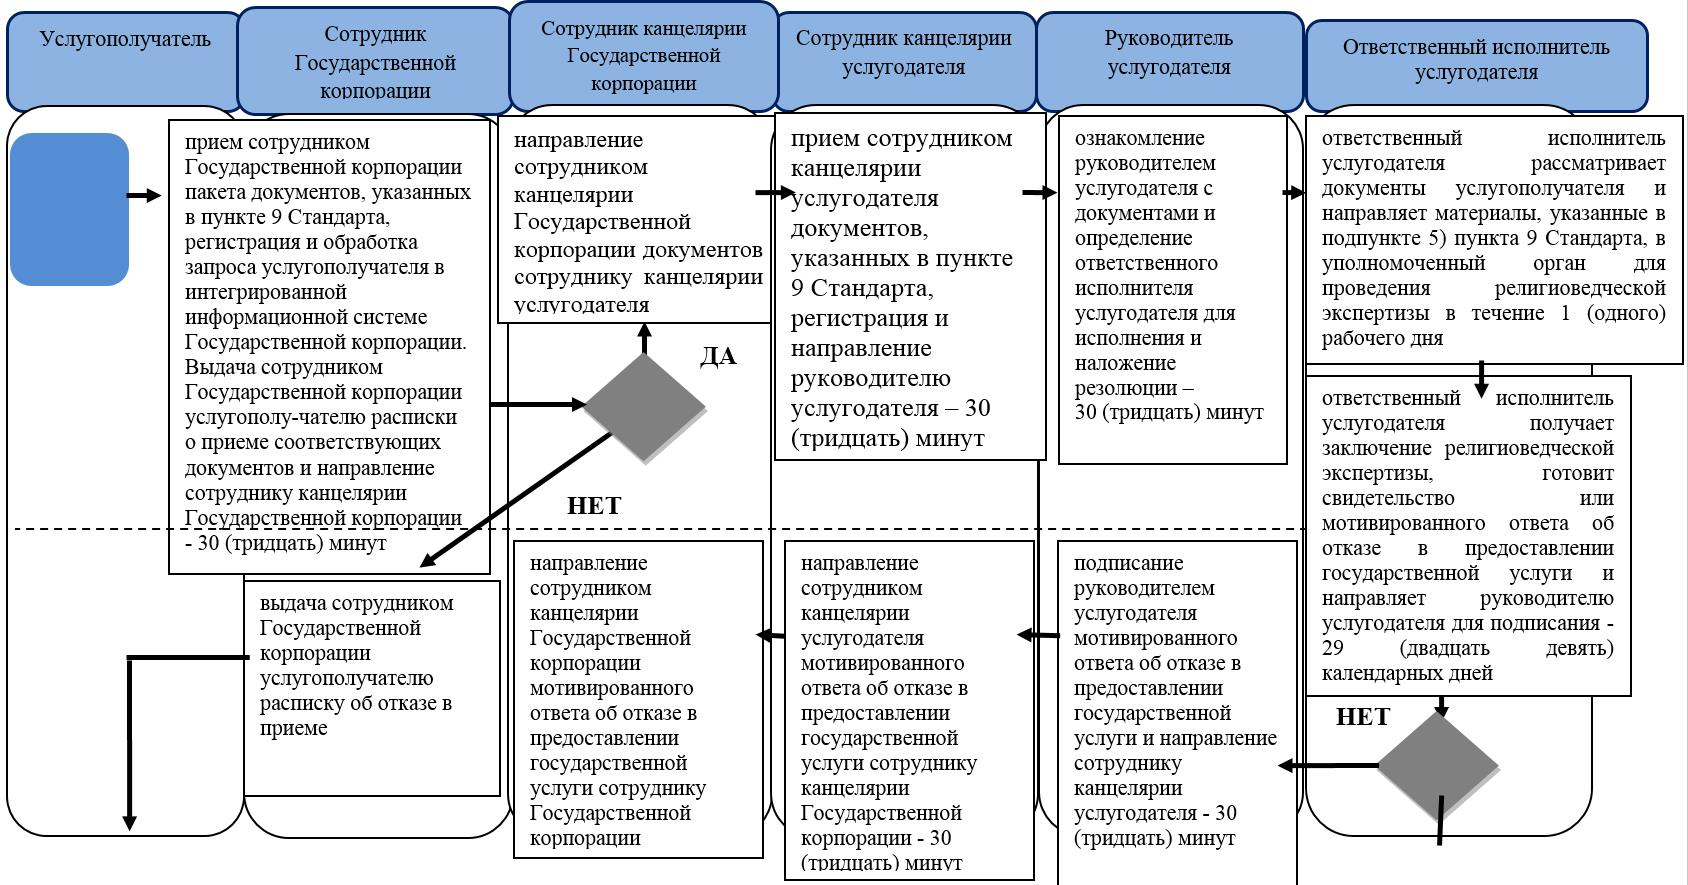 Услугополучатель
Сотрудник
Государственной
корпорации
Сотрудник канцелярии
Государственной
корпорации
Сотрудник канцелярии
услугодателя
Руководитель
услугодателя
Ответственный исполнитель
услугодателя
прием сотрудником
Государственной корпорации
пакета документов, указанных
в пункте 9 Стандарта,
регистрация и обработка
запроса услугополучателя в
интегрированной
информационной системе
Государственной корпорации.
Выдача сотрудником
Государственной корпорации
услугополу-чателю расписки
о приеме соответствующих
документов и направление
сотруднику канцелярии
Государственной корпорации
- 30 (тридцать) минут
направление
сотрудником
канцелярии
Государственной
корпорации документов
сотруднику канцелярии
услугодателя
прием сотрудником
канцелярии
услугодателя
документов,
указанных в пункте
9 Стандарта,
регистрация и
направление
руководителю
услугодателя – 30
(тридцать) минут
ознакомление
руководителем
услугодателя с
документами и
определение
ответственного
исполнителя
услугодателя для
исполнения и
наложение
резолюции –
30 (тридцать) минут
ответственный исполнитель
услугодателя рассматривает
документы услугополучателя и
направляет материалы, указанные в
подпункте 5) пункта 9 Стандарта, в
уполномоченный орган для
проведения религиоведческой
экспертизы в течение 1 (одного)
рабочего дня
ДА
НЕТ
ответственный исполнитель
услугодателя получает
заключение религиоведческой
экспертизы, готовит
свидетельство или
мотивированного ответа об
отказе в предоставлении
государственной услуги и
направляет руководителю
услугодателя для подписания -
29 (двадцать девять)
календарных дней
НЕТ
выдача сотрудником
Государственной
корпорации
услугополучателю
расписку об отказе в
приеме
направление
сотрудником
канцелярии
Государственной
корпорации
мотивированного
ответа об отказе в
предоставлении
государственной
услуги сотруднику
Государственной
корпорации
направление
сотрудником
канцелярии
услугодателя
мотивированного
ответа об отказе в
предоставлении
государственной
услуги сотруднику
канцелярии
Государственной
корпорации - 30
(тридцать) минут
подписание
руководителем
услугодателя
мотивированного
ответа об отказе в
предоставлении
государственной
услуги и направление
сотруднику
канцелярии
услугодателя - 30
(тридцать) минут